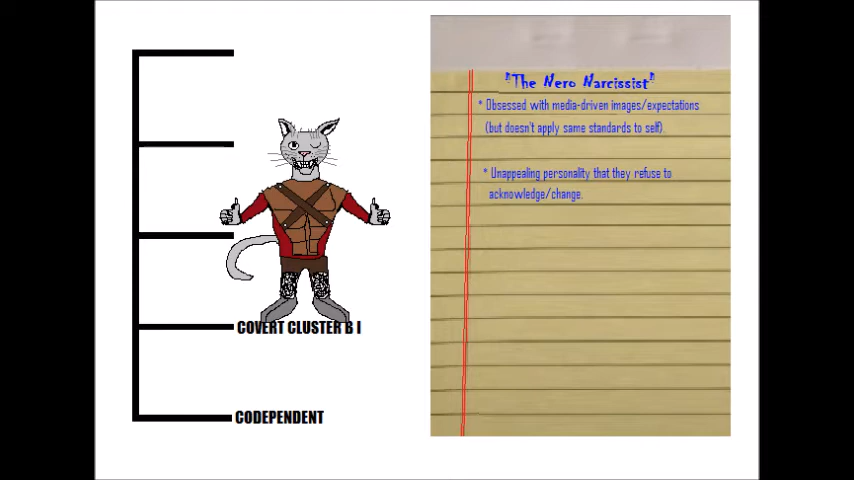 "The Nero Narcissist"
* Obsessed with media-driven images/expectations
(but doesn't apply same standards to self).
* Unappealing personality that they refuse to
acknowledge/change.
COVERT CLUSTER B I
CODEPENDENT